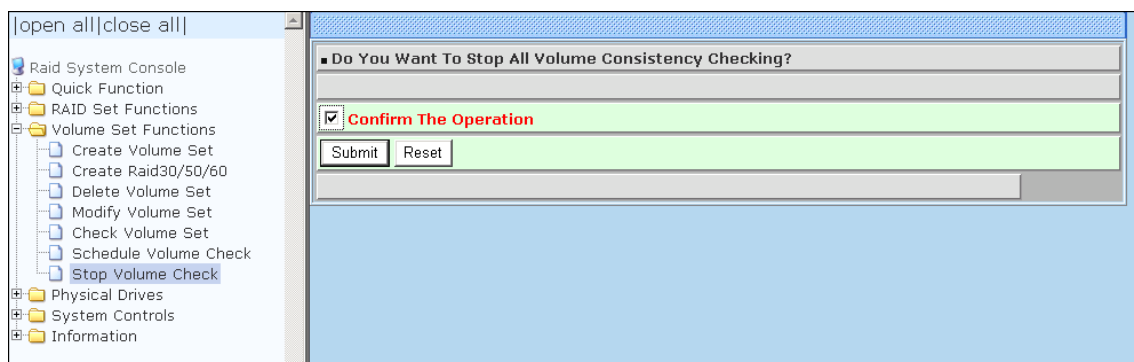 |open all|close all|
Raid System Console
Quick Function
RAID Set Functions
Volume Set Functions
Create Volume Set
Create Raid30/50/60
Delete Volume Set
Modify Volume Set
Check Volume Set
Schedule Volume Check
Stop Volume Check
Physical Drives
System Controls
Information
Do You Want To Stop All Volume Consistency Checking?
Confirm The Operation
Submit Reset